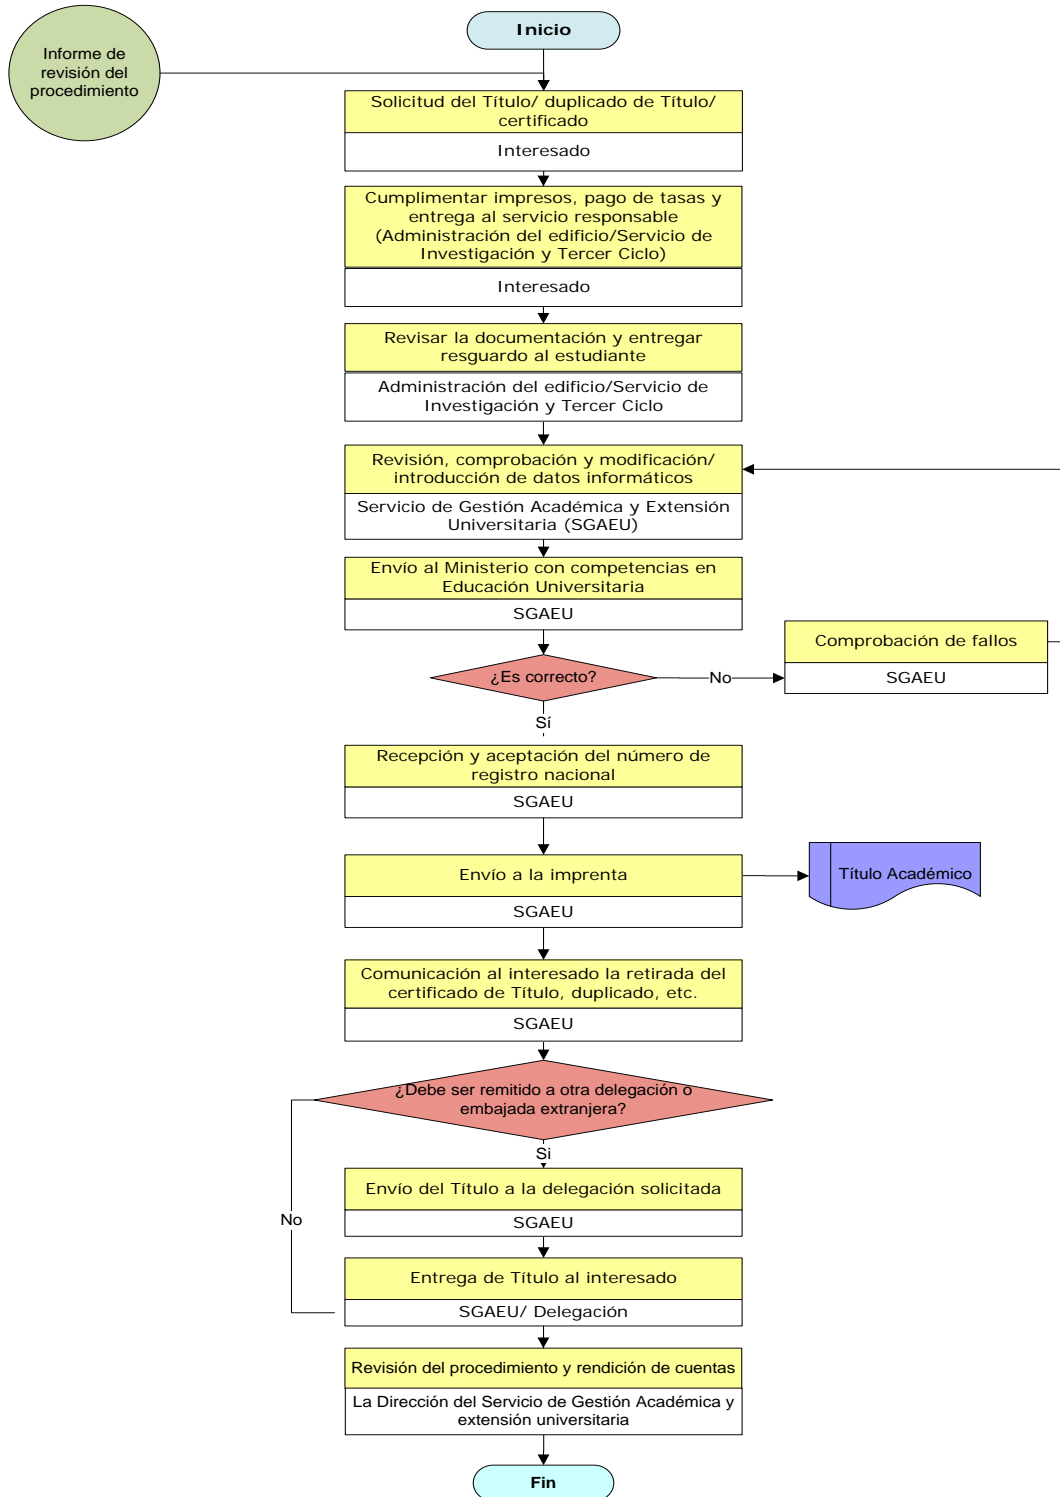 Inicio
Informe de
revisión del
procedimiento
Solicitud del Título/ duplicado de Título/
certificado
Interesado
Cumplimentar impresos, pago de tasas y
entrega al servicio responsable
(Administración del edificio/Servicio de
Investigación y Tercer Ciclo)
Interesado
Revisar la documentación y entregar
resguardo al estudiante
Administración del edificio/Servicio de
Investigación y Tercer Ciclo
Revisión, comprobación y modificación/
introducción de datos informáticos
Servicio de Gestión Académica y Extensión
Universitaria (SGAEU)
Envío al Ministerio con competencias en
Educación Universitaria
SGAEU
¿Es correcto?
No
Comprobación de fallos
SGAEU
Sí
Recepción y aceptación del número de
registro nacional
SGAEU
Envío a la imprenta
SGAEU
Título Académico
Comunicación al interesado la retirada del
certificado de Título, duplicado, etc.
SGAEU
¿Debe ser remitido a otra delegación o
embajada extranjera?
Si
No
Envío del Título a la delegación solicitada
SGAEU
Entrega de Título al interesado
SGAEU/ Delegación
Revisión del procedimiento y rendición de cuentas
La Dirección del Servicio de Gestión Académica y
extensión universitaria
Fin